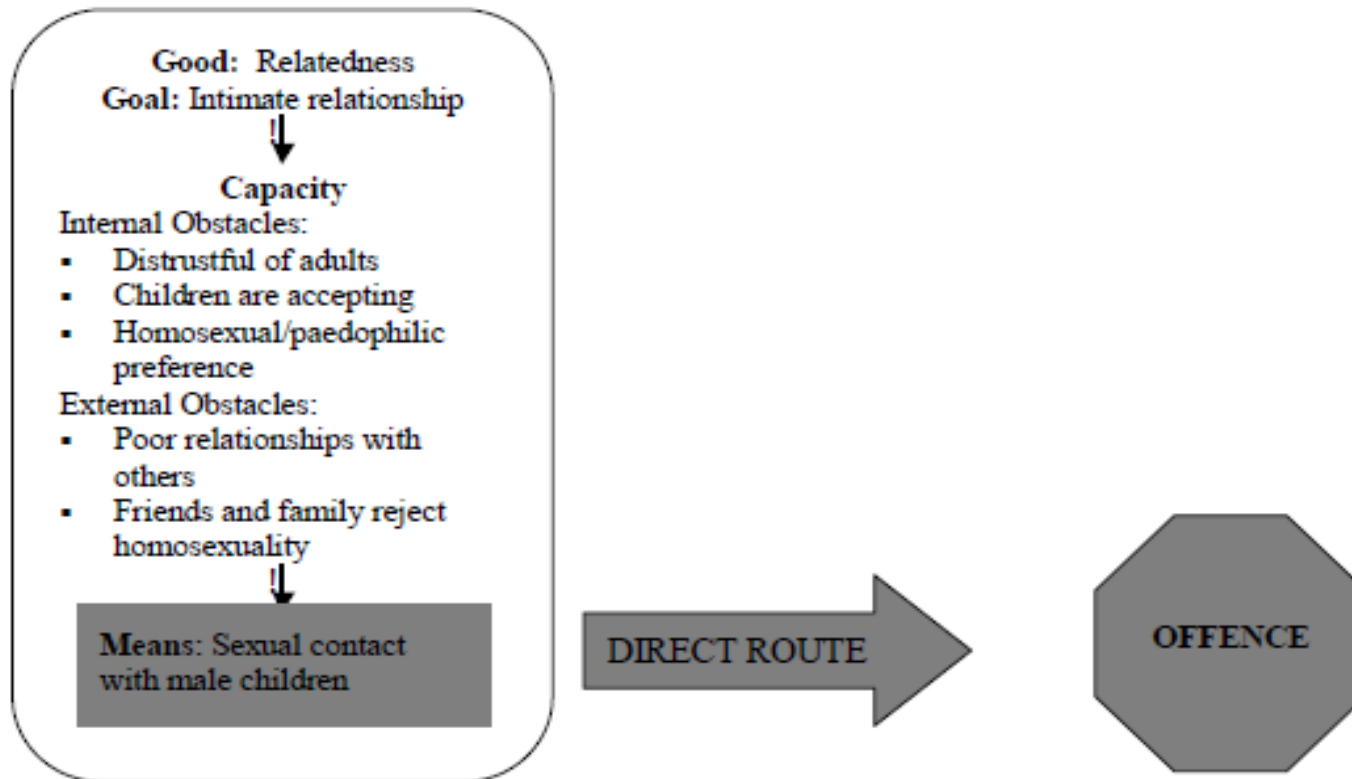 Good: Relatedness
Goal: Intimate relationship
!
Capacity
Internal Obstacles:
▪ Distrustful of adults
▪ Children are accepting
▪ Homosexual/paedophilic
preference
External Obstacles:
▪ Poor relationships with
others
▪ Friends and family reject
homosexuality
!
Means: Sexual contact
with male children
DIRECT ROUTE
OFFENCE